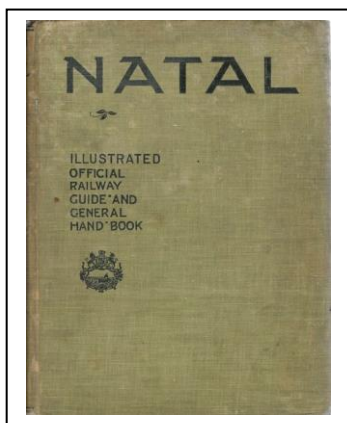 NATAL
ILLUSTRATED
OFFICIAL
RAILWAY
GUIDE·AND
GENERAL
HAND·BOOK